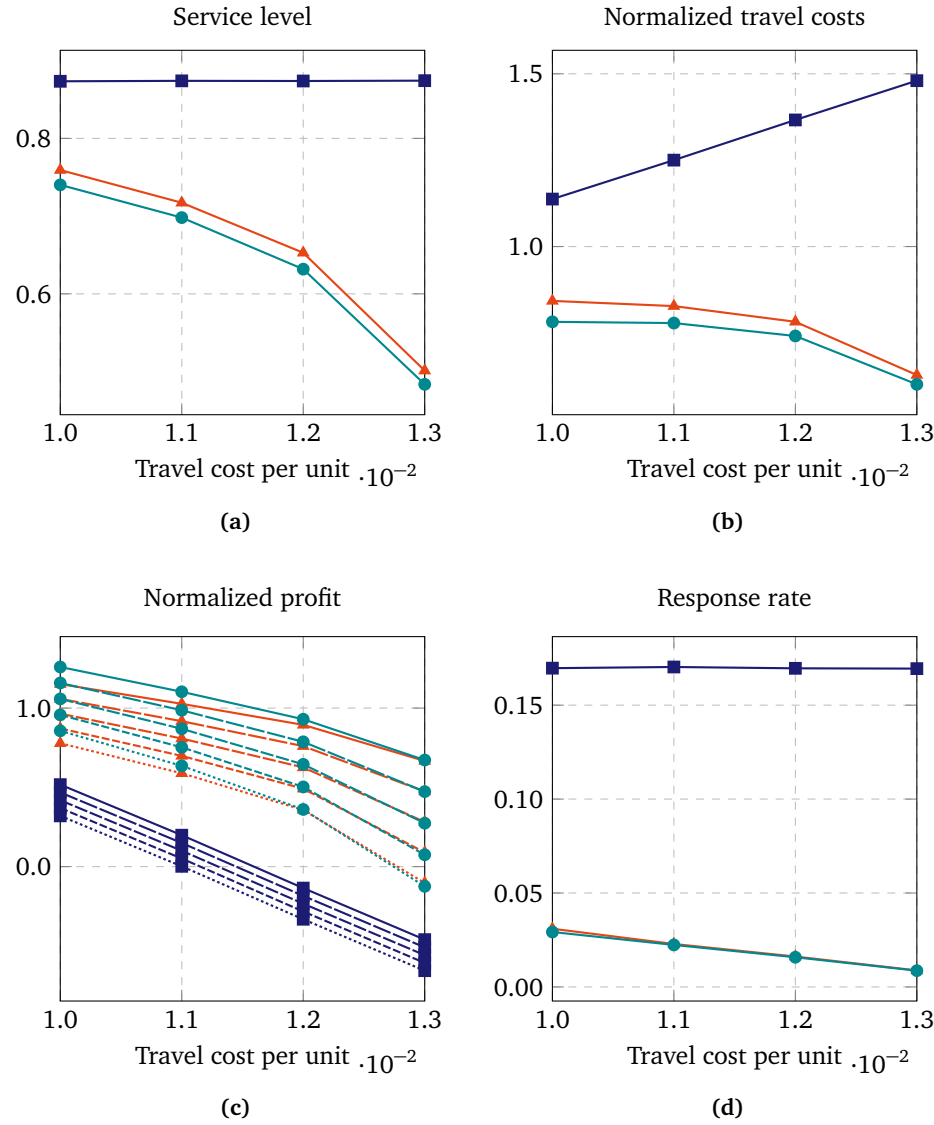 Service level
0.8
0.6
1.0 1.1 1.2 1.3
Travel cost per unit ·10⁻²
(a)
Normalized travel costs
1.5
1.0
1.0 1.1 1.2 1.3
Travel cost per unit ·10⁻²
(b)
Normalized profit
1.0
0.0
1.0 1.1 1.2 1.3
Travel cost per unit ·10⁻²
(c)
Response rate
0.15
0.10
0.05
0.00
1.0 1.1 1.2 1.3
Travel cost per unit ·10⁻²
(d)